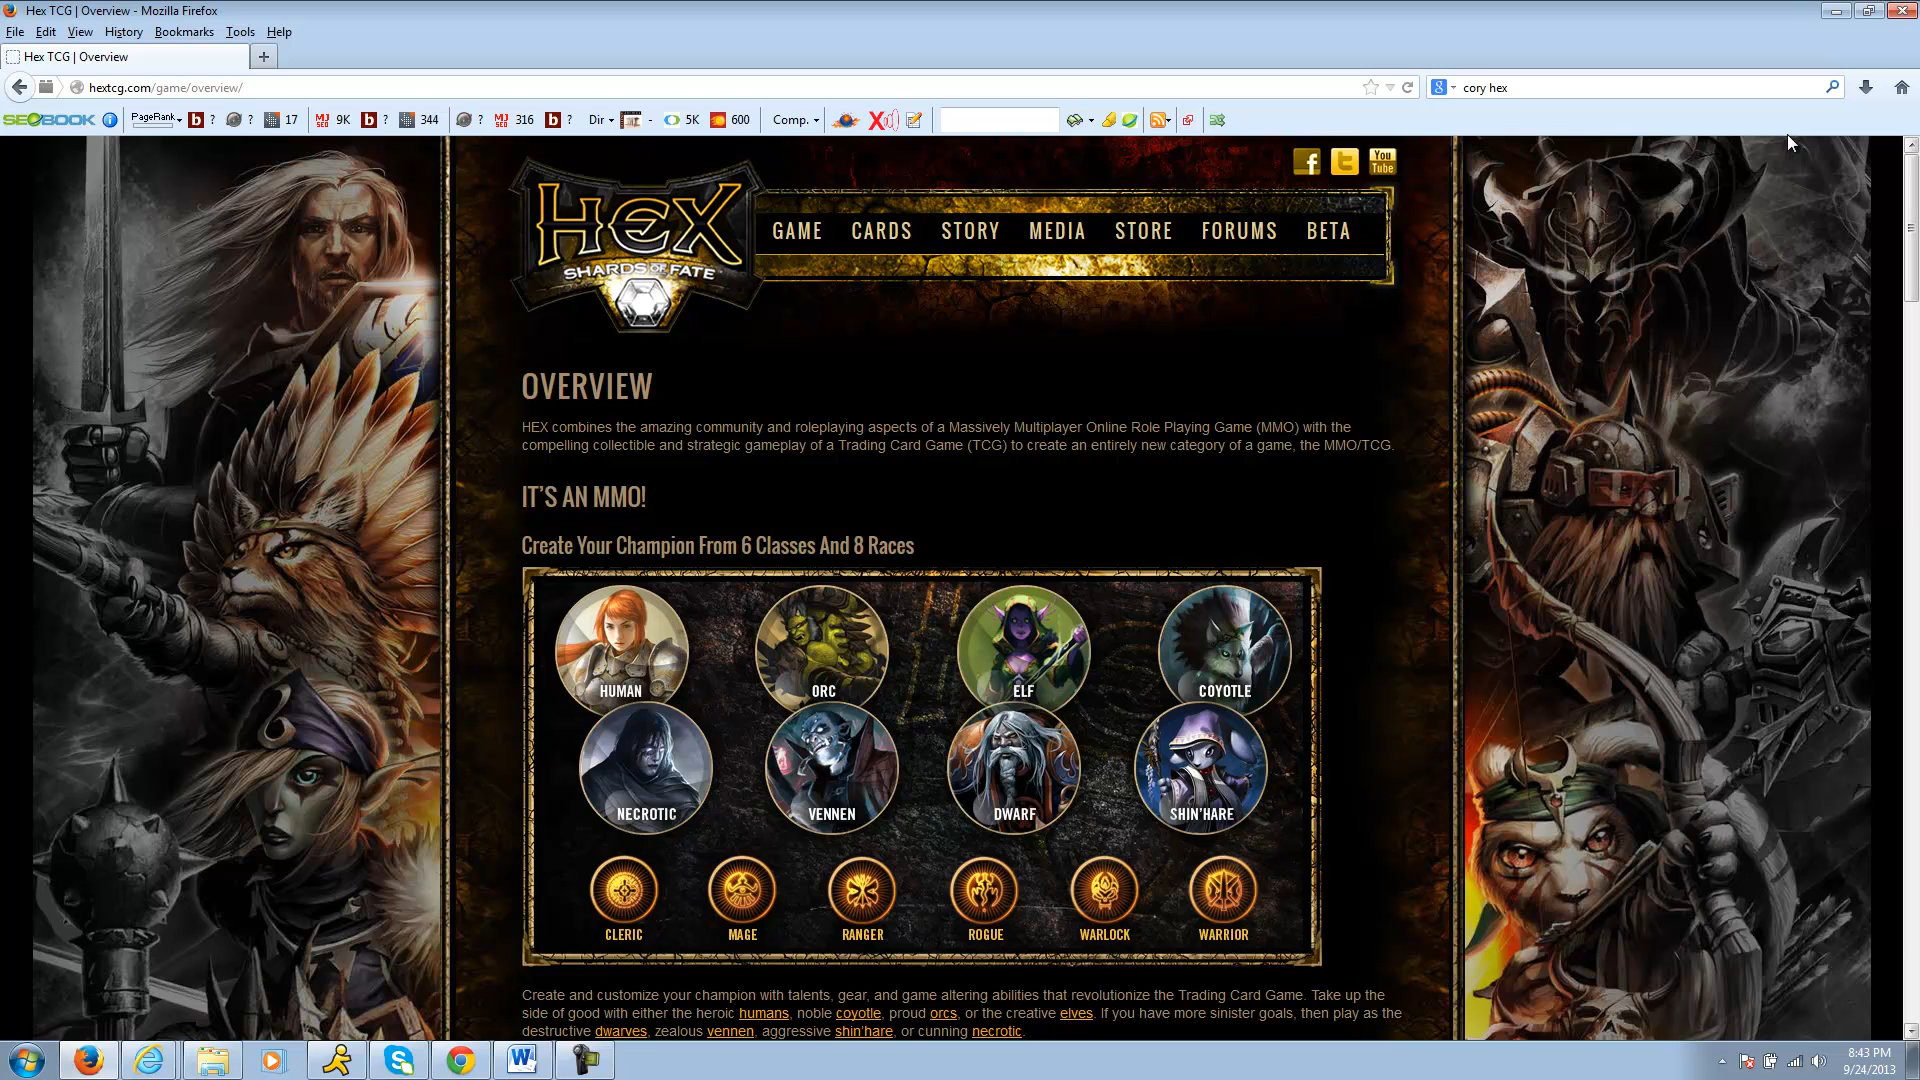 Hex TCG | Overview - Mozilla Firefox
File Edit View History Bookmarks Tools Help
Hex TCG | Overview
hextcg.com/game/overview/
cory hex
SEOBOOK PageRank b ? ? 17 MJ SEO 9K b ? 344 ? MJ SEO 316 b ? Dir - 5K 600 Comp. X
f t You Tube
HEX
SHARDS OF FATE
GAME CARDS STORY MEDIA STORE FORUMS BETA
OVERVIEW
HEX combines the amazing community and roleplaying aspects of a Massively Multiplayer Online Role Playing Game (MMO) with the
compelling collectible and strategic gameplay of a Trading Card Game (TCG) to create an entirely new category of a game, the MMO/TCG.
IT'S AN MMO!
Create Your Champion From 6 Classes And 8 Races
HUMAN ORC ELF COYOTLE
NECROTIC VENNEN DWARF SHIN'HARE
CLERIC MAGE RANGER ROGUE WARLOCK WARRIOR
Create and customize your champion with talents, gear, and game altering abilities that revolutionize the Trading Card Game. Take up the
side of good with either the heroic humans, noble coyotle, proud orcs, or the creative elves. If you have more sinister goals, then play as the
destructive dwarves, zealous vennen, aggressive shin'hare, or cunning necrotic.
8:43 PM
9/24/2013